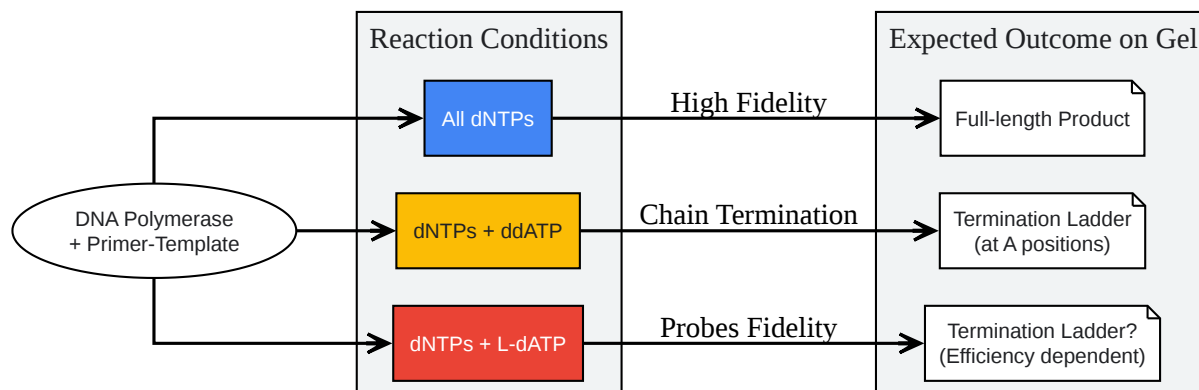 Reaction Conditions
Expected Outcome on Gel
All dNTPs
High Fidelity
Full-length Product
DNA Polymerase
+ Primer-Template
dNTPs + ddATP
Chain Termination
Termination Ladder
(at A positions)
dNTPs + L-dATP
Probes Fidelity
Termination Ladder?
(Efficiency dependent)